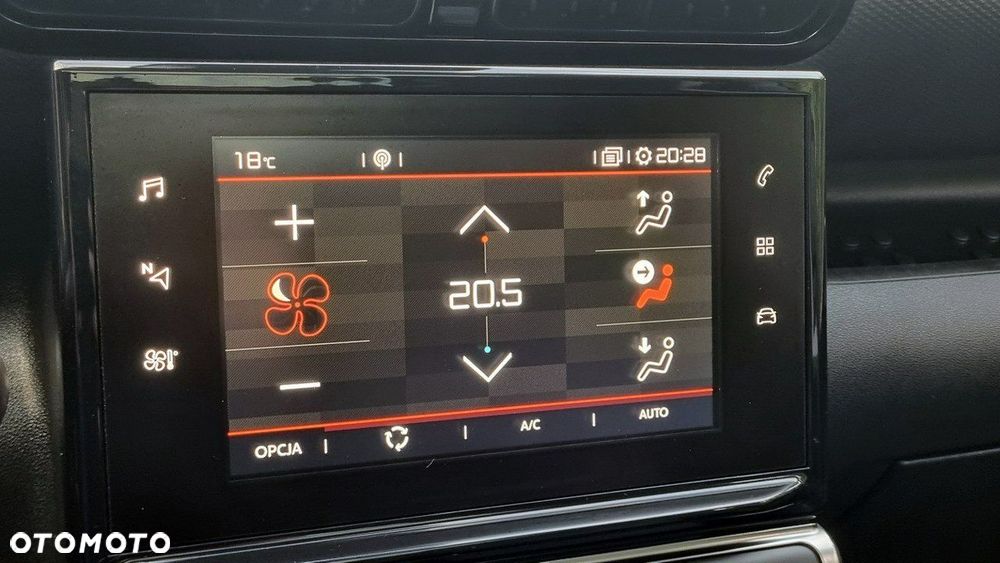 18°C
20:28
N
20.5
OPCJA
A/C
AUTO
OTOMOTO